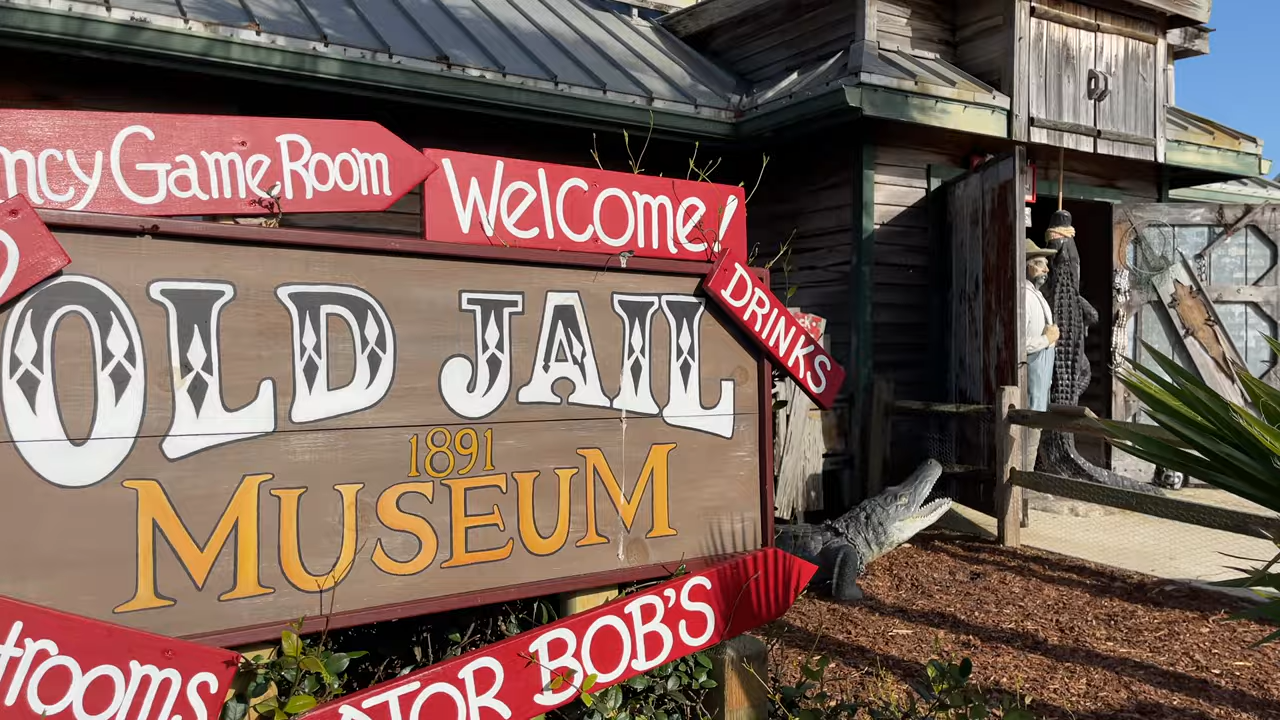 ncy Game Room
Welcome!
DRINKS
OLD JAIL
1891
MUSEUM
trooms
ATOR BOB'S